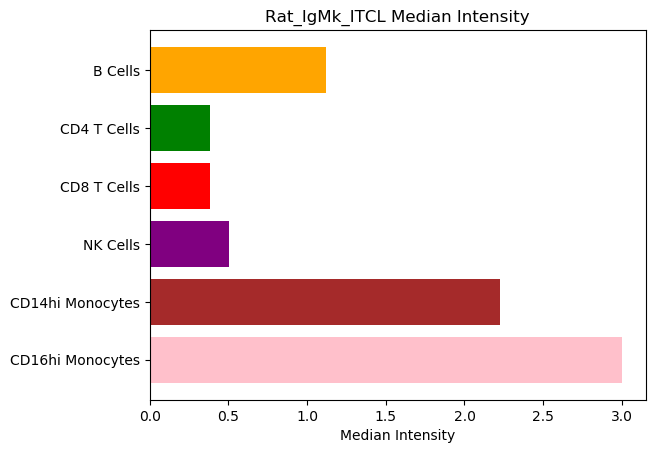 Rat_IgMk_ITCL Median Intensity
B Cells
CD4 T Cells
CD8 T Cells
NK Cells
CD14hi Monocytes
CD16hi Monocytes
0.0 0.5 1.0 1.5 2.0 2.5 3.0
Median Intensity